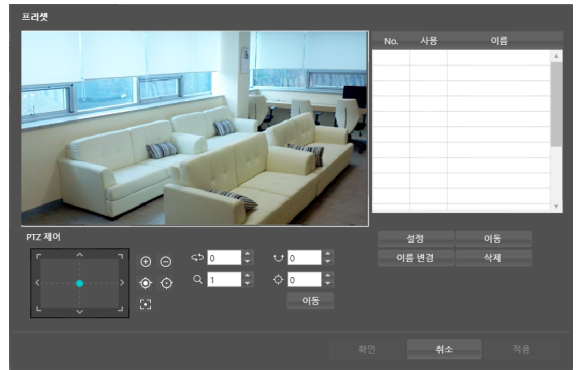 프리셋
No. 사용 이름
PTZ 제어
0 0
1 0
이동
설정 이동
이름 변경 삭제
확인 취소 적용